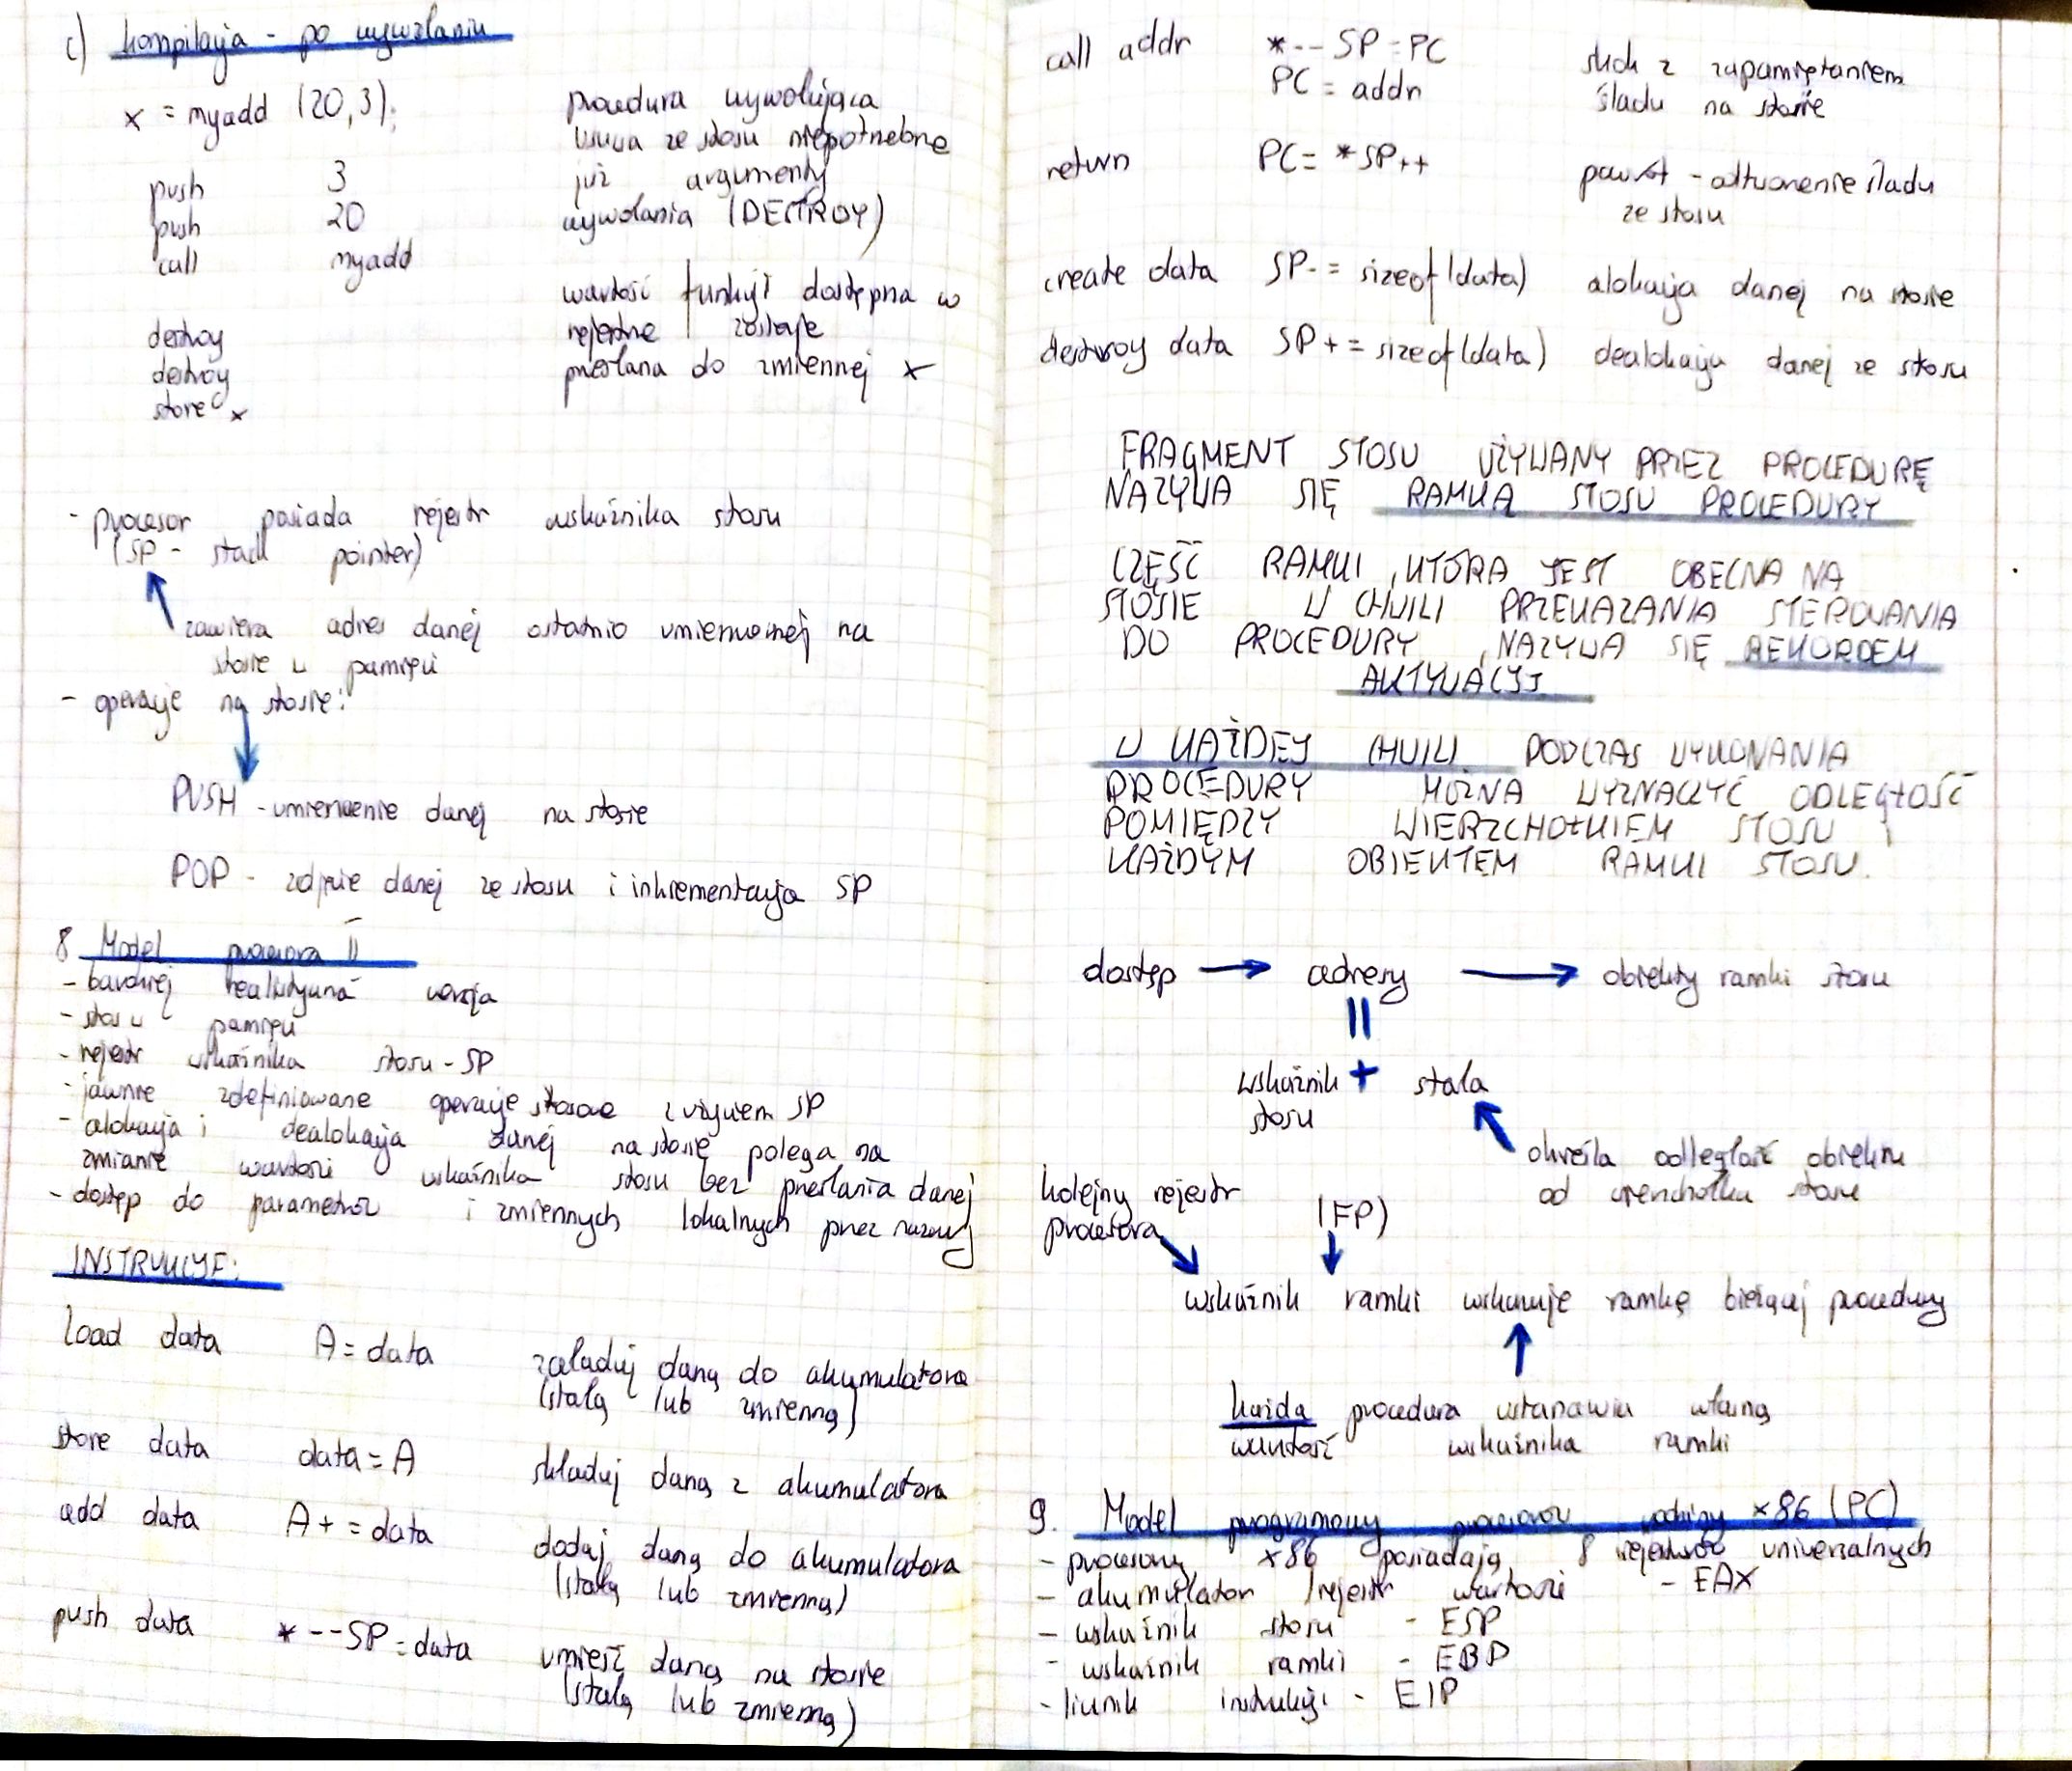 c) kompilacja - po wywołaniu
x = myadd (20,3);
push 3
push 20
call myadd
destroy
destroy
store x
procedura wywołująca
usuwa ze stosu niepotrzebne
już argumenty
wywołania (DESTROY)
wartość funkcji dostępna w
rejestrze zostaje
przesłana do zmiennej x
- procesor posiada rejestr wskaźnika stosu
(SP - stack pointer)
zawiera adres danej ostatnio umieszczonej na
stosie w pamięci
- operacje na stosie:
PUSH - umieszczenie danej na stosie
POP - zdjęcie danej ze stosu i inkrementacja SP
8 Model procesora II
- bardziej realistyczna wersja
- stos w pamięci
- rejestr wskaźnika stosu - SP
- jawnie zdefiniowane operacje stosowe z użyciem SP
- alokacja i dealokacja danej na stosie polega na
zmianie wartości wskaźnika stosu bez przesłania danej
- dostęp do parametrów i zmiennych lokalnych przez nazwę
INSTRUKCJE:
load data A = data załaduj daną do akumulatora
(stałą lub zmienną)
store data data = A składuj daną z akumulatora
add data A + = data dodaj daną do akumulatora
(stałą lub zmienną)
push data * -- SP = data umieść daną na stosie
(stałą lub zmienną)
call addr *-- SP = PC skok z zapamiętaniem
PC = addr śladu na stosie
return PC = *SP++ powrót - odtworzenie śladu
ze stosu
create data SP- = sizeof(data) alokacja danej na stosie
destroy data SP + = sizeof(data) dealokacja danej ze stosu
FRAGMENT STOSU UŻYWANY PRZEZ PROCEDURĘ
NAZYWA SIĘ RAMKĄ STOSU PROCEDURY
CZĘŚĆ RAMKI, KTÓRA JEST OBECNA NA
STOSIE W CHWILI PRZEKAZANIA STEROWANIA
DO PROCEDURY, NAZYWA SIĘ REKORDEM
AKTYWACJI
W KAŻDEJ CHWILI PODCZAS WYKONANIA
PROCEDURY MOŻNA WYZNACZYĆ ODLEGŁOŚĆ
POMIĘDZY WIERZCHOŁKIEM STOSU I
KAŻDYM OBIEKTEM RAMKI STOSU.
dostęp → adresy → obiekty ramki stosu
||
wskaźnik + stała
stosu
określa odległość obiektu
od wierzchołka stosu
kolejny rejestr
procesora
(FP)
wskaźnik ramki wskazuje ramkę bieżącej procedury
każda procedura ustanawia własną
wartość wskaźnika ramki
9. Model programowy procesorów rodziny x86 (PC)
- procesory x86 posiadają 8 rejestrów uniwersalnych
- akumulator / rejestr wartości - EAX
- wskaźnik stosu - ESP
- wskaźnik ramki - EBP
- licznik instrukcji - EIP